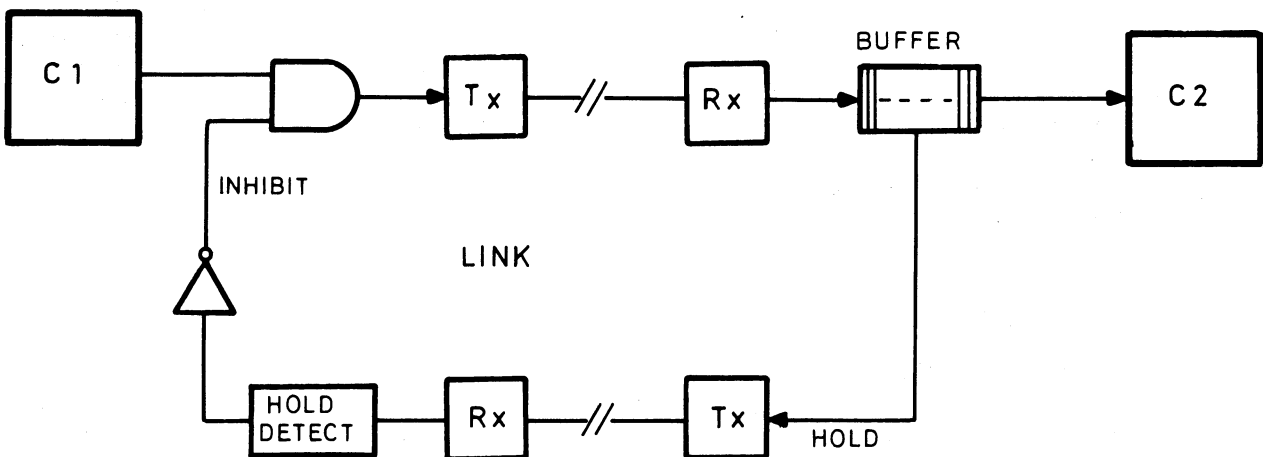 C1
Tx
Rx
BUFFER
C2
INHIBIT
LINK
HOLD
DETECT
Rx
Tx
HOLD